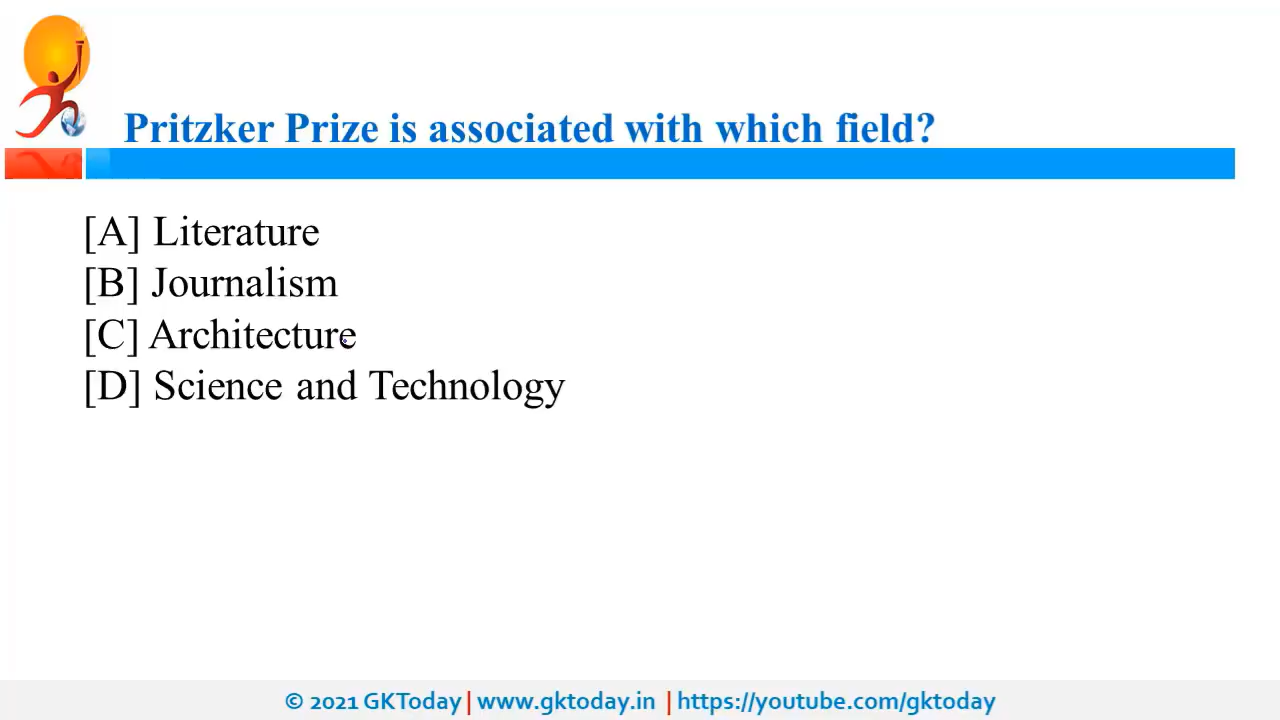 Pritzker Prize is associated with which field?
[A] Literature
[B] Journalism
[C] Architecture
[D] Science and Technology
© 2021 GKToday | www.gktoday.in | https://youtube.com/gktoday